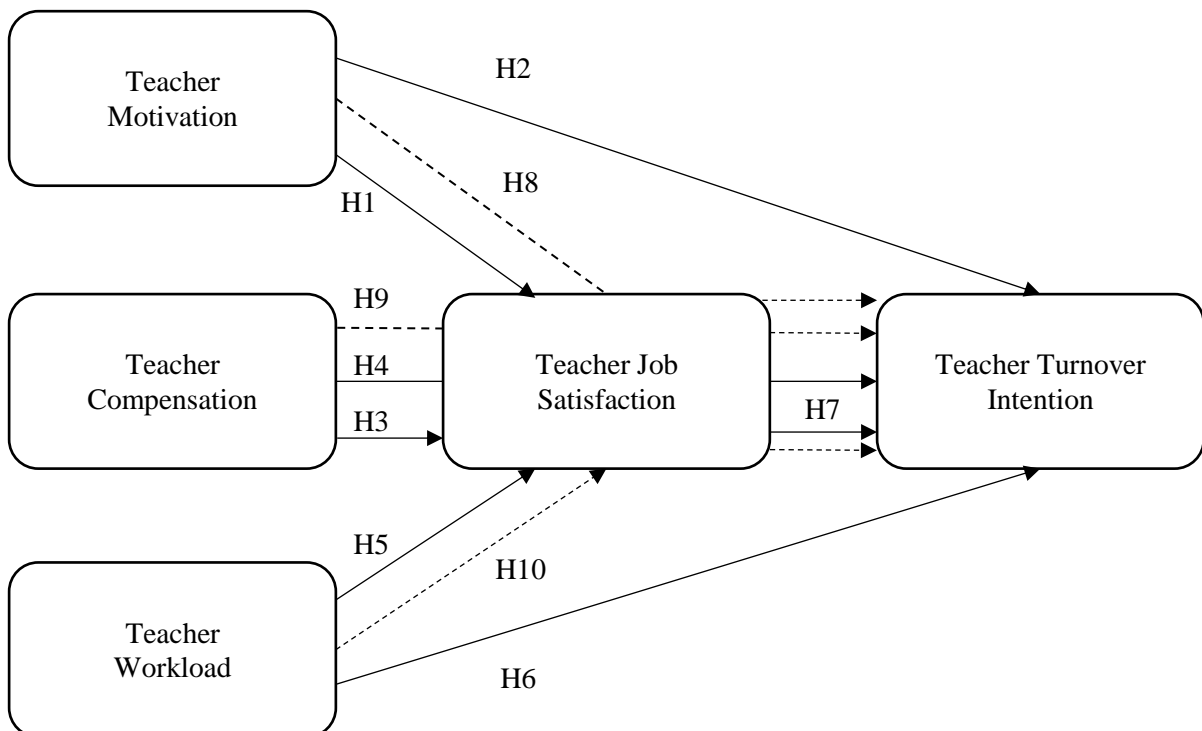 H2
Teacher
Motivation
H8
H1
H9
Teacher
Compensation
H4
H3
Teacher Job
Satisfaction
H7
Teacher Turnover
Intention
H5
H10
Teacher
Workload
H6